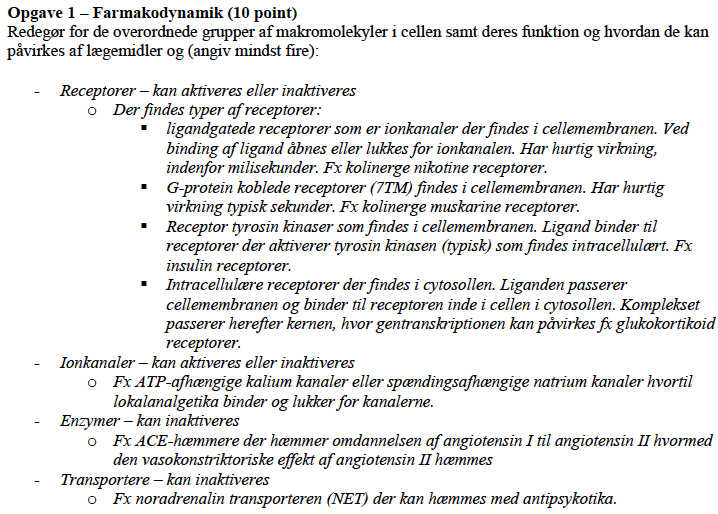 Opgave 1 – Farmakodynamik (10 point)
Redegør for de overordnede grupper af makromolekyler i cellen samt deres funktion og hvordan de kan
påvirkes af lægemidler og (angiv mindst fire):
- Receptorer – kan aktiveres eller inaktiveres
o Der findes typer af receptorer:
▪ ligandgatede receptorer som er ionkanaler der findes i cellemembranen. Ved
binding af ligand åbnes eller lukkes for ionkanalen. Har hurtig virkning,
indenfor milisekunder. Fx kolinerge nikotine receptorer.
▪ G-protein koblede receptorer (7TM) findes i cellemembranen. Har hurtig
virkning typisk sekunder. Fx kolinerge muskarine receptorer.
▪ Receptor tyrosin kinaser som findes i cellemembranen. Ligand binder til
receptorer der aktiverer tyrosin kinasen (typisk) som findes intracellulært. Fx
insulin receptorer.
▪ Intracellulære receptorer der findes i cytosollen. Liganden passerer
cellemembranen og binder til receptoren inde i cellen i cytosollen. Komplekset
passerer herefter kernen, hvor gentranskriptionen kan påvirkes fx glukokortikoid
receptorer.
- Ionkanaler – kan aktiveres eller inaktiveres
o Fx ATP-afhængige kalium kanaler eller spændingsafhængige natrium kanaler hvortil
lokalanalgetika binder og lukker for kanalerne.
- Enzymer – kan inaktiveres
o Fx ACE-hæmmere der hæmmer omdannelsen af angiotensin I til angiotensin II hvormed
den vasokonstriktoriske effekt af angiotensin II hæmmes
- Transportere – kan inaktiveres
o Fx noradrenalin transporteren (NET) der kan hæmmes med antipsykotika.